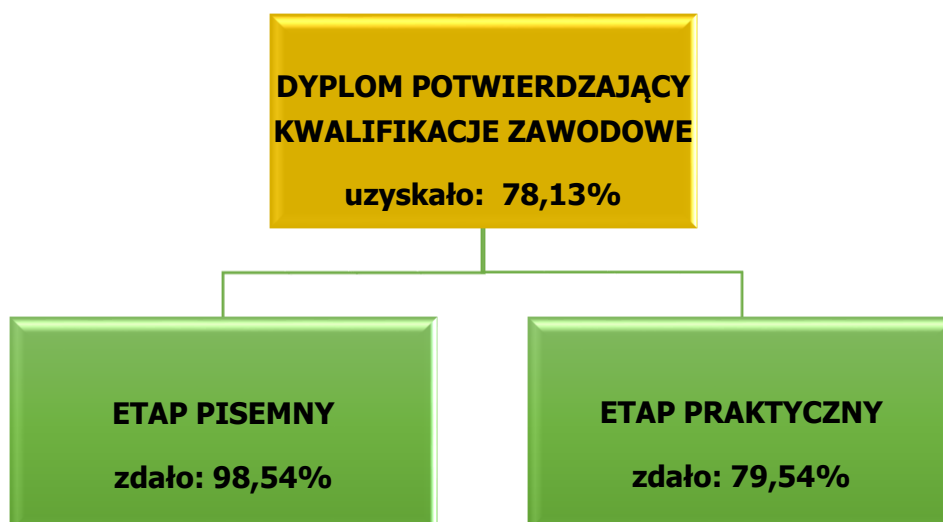 DYPLOM POTWIERDZAJĄCY
KWALIFIKACJE ZAWODOWE
uzyskało: 78,13%
ETAP PISEMNY
zdało: 98,54%
ETAP PRAKTYCZNY
zdało: 79,54%